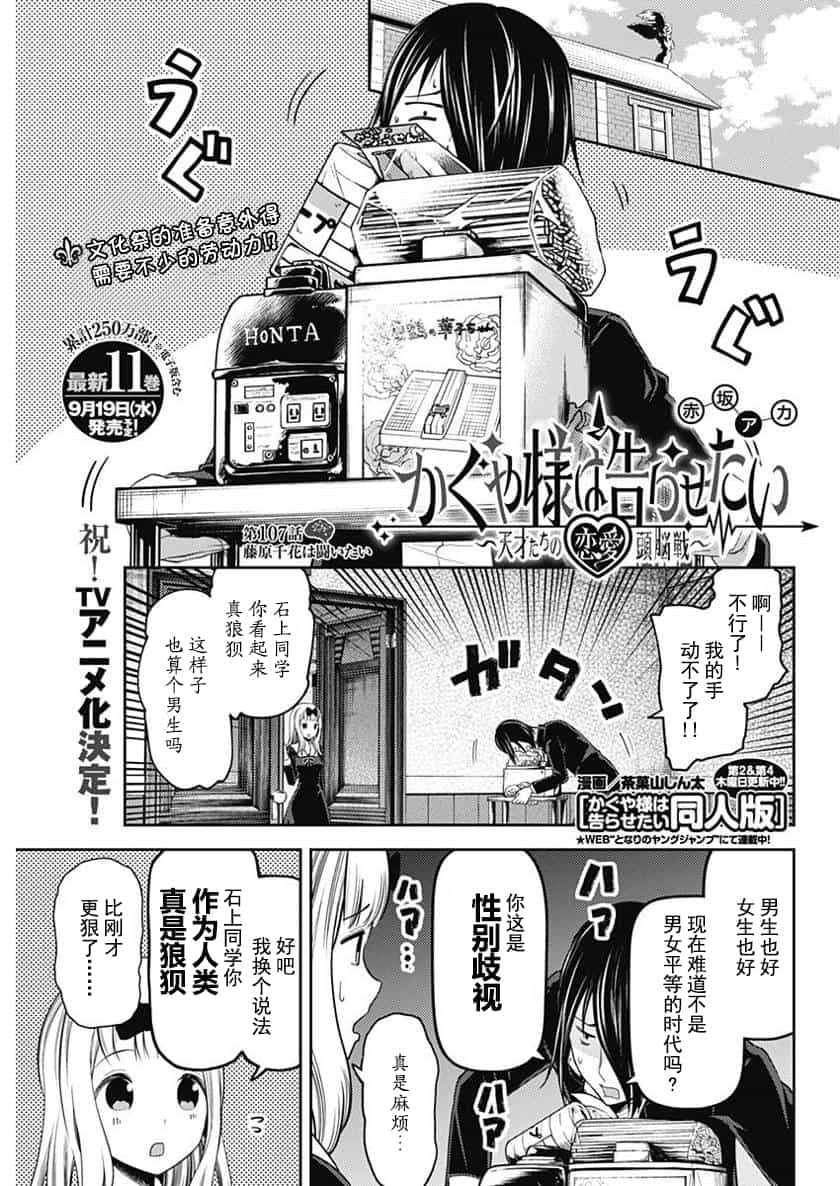 うぐ
うぐ
文化祭的准备意外得
需要不少的劳动力!?
累計250万部!
※電子版含む
最新11巻
9月19日(水)
発売予定!
祝!TVアニメ化決定!
ープ
HONTA
赤坂アカ
かぐや様は告らせたい
~天才たちの恋愛頭脳戦~
第107話
藤原千花は闘いたい
啊——
不行了!
我的手
动不了了!!
ガタン
石上同学
你看起来
真狼狈
这样子
也算个男生吗
漫画/茶菓山しん太
第2&第4
木曜日更新中!!
[かぐや様は
告らせたい 同人版]
★WEB"となりのヤングジャンプ"にて連載中!
男生也好
女生也好
现在难道不是
男女平等的时代吗?
ハァ…
ハァ…
你这是
性别歧视
真是麻烦…
好吧
我换个说法
石上同学你
作为人类
真是狼狈
比刚才
更狠了……